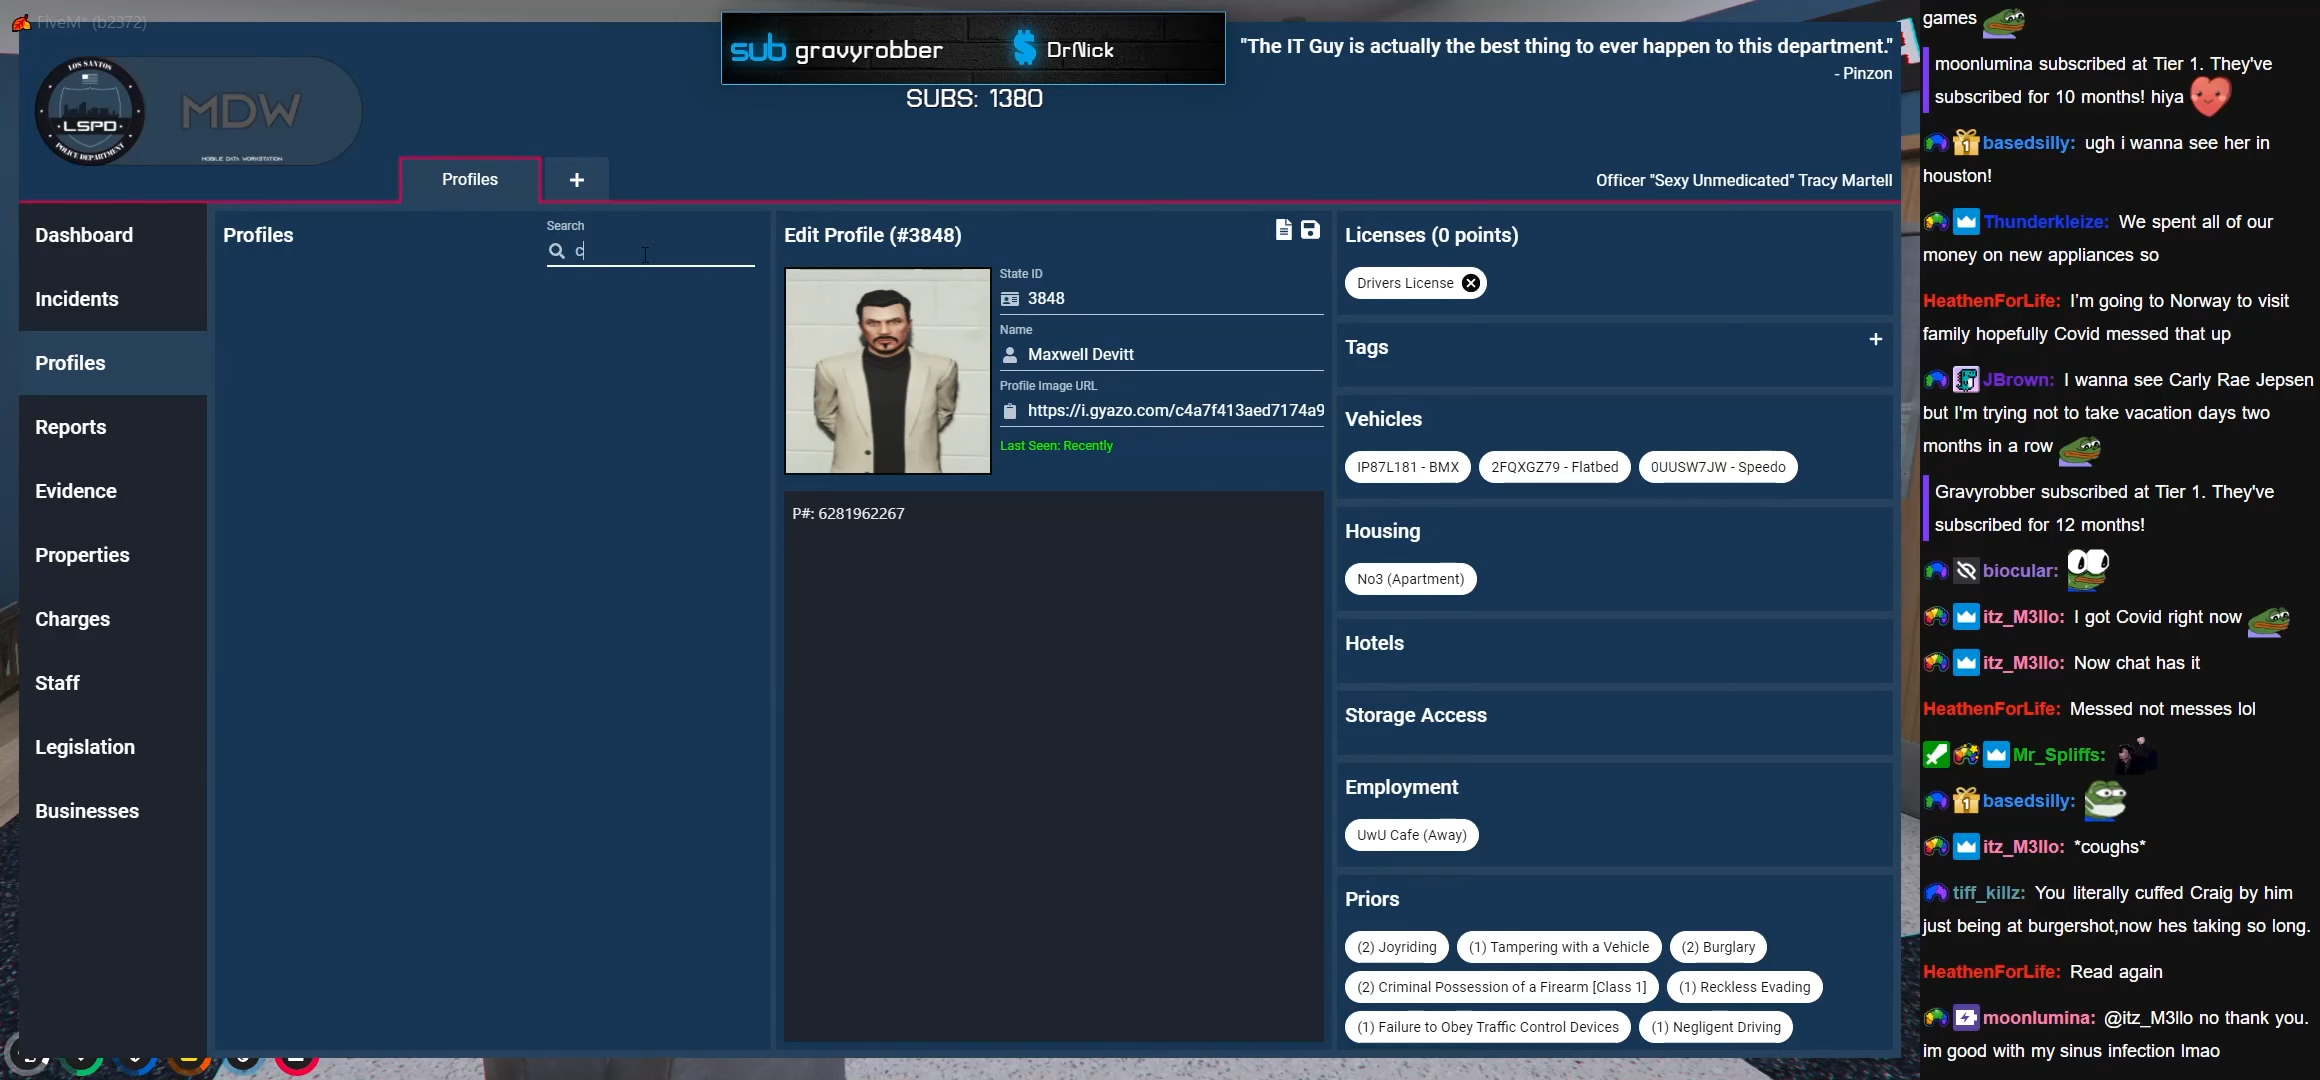 FiveM® (b2372)
sub gravyrobber
$ DrNick
SUBS: 1380
"The IT Guy is actually the best thing to ever happen to this department."
- Pinzon
LOS SANTOS
LSPD
POLICE DEPARTMENT
MDW
MOBILE DATA WORKSTATION
Profiles
+
Officer "Sexy Unmedicated" Tracy Martell
Dashboard
Incidents
Profiles
Reports
Evidence
Properties
Charges
Staff
Legislation
Businesses
Profiles
Search
c
Edit Profile (#3848)
State ID
3848
Name
Maxwell Devitt
Profile Image URL
https://i.gyazo.com/c4a7f413aed7174a9
Last Seen: Recently
P#: 6281962267
Licenses (0 points)
Drivers License
Tags
+
Vehicles
IP87L181 - BMX
2FQXGZ79 - Flatbed
0UUSW7JW - Speedo
Housing
No3 (Apartment)
Hotels
Storage Access
Employment
UwU Cafe (Away)
Priors
(2) Joyriding
(1) Tampering with a Vehicle
(2) Burglary
(2) Criminal Possession of a Firearm [Class 1]
(1) Reckless Evading
(1) Failure to Obey Traffic Control Devices
(1) Negligent Driving
games
moonlumina subscribed at Tier 1. They've
subscribed for 10 months! hiya
basedsilly: ugh i wanna see her in
houston!
Thunderkleize: We spent all of our
money on new appliances so
HeathenForLife: I'm going to Norway to visit
family hopefully Covid messed that up
JBrown: I wanna see Carly Rae Jepsen
but I'm trying not to take vacation days two
months in a row
Gravyrobber subscribed at Tier 1. They've
subscribed for 12 months!
biocular:
itz_M3llo: I got Covid right now
itz_M3llo: Now chat has it
HeathenForLife: Messed not messes lol
Mr_Spliffs:
basedsilly:
itz_M3llo: *coughs*
tiff_killz: You literally cuffed Craig by him
just being at burgershot,now hes taking so long.
HeathenForLife: Read again
moonlumina: @itz_M3llo no thank you.
im good with my sinus infection lmao